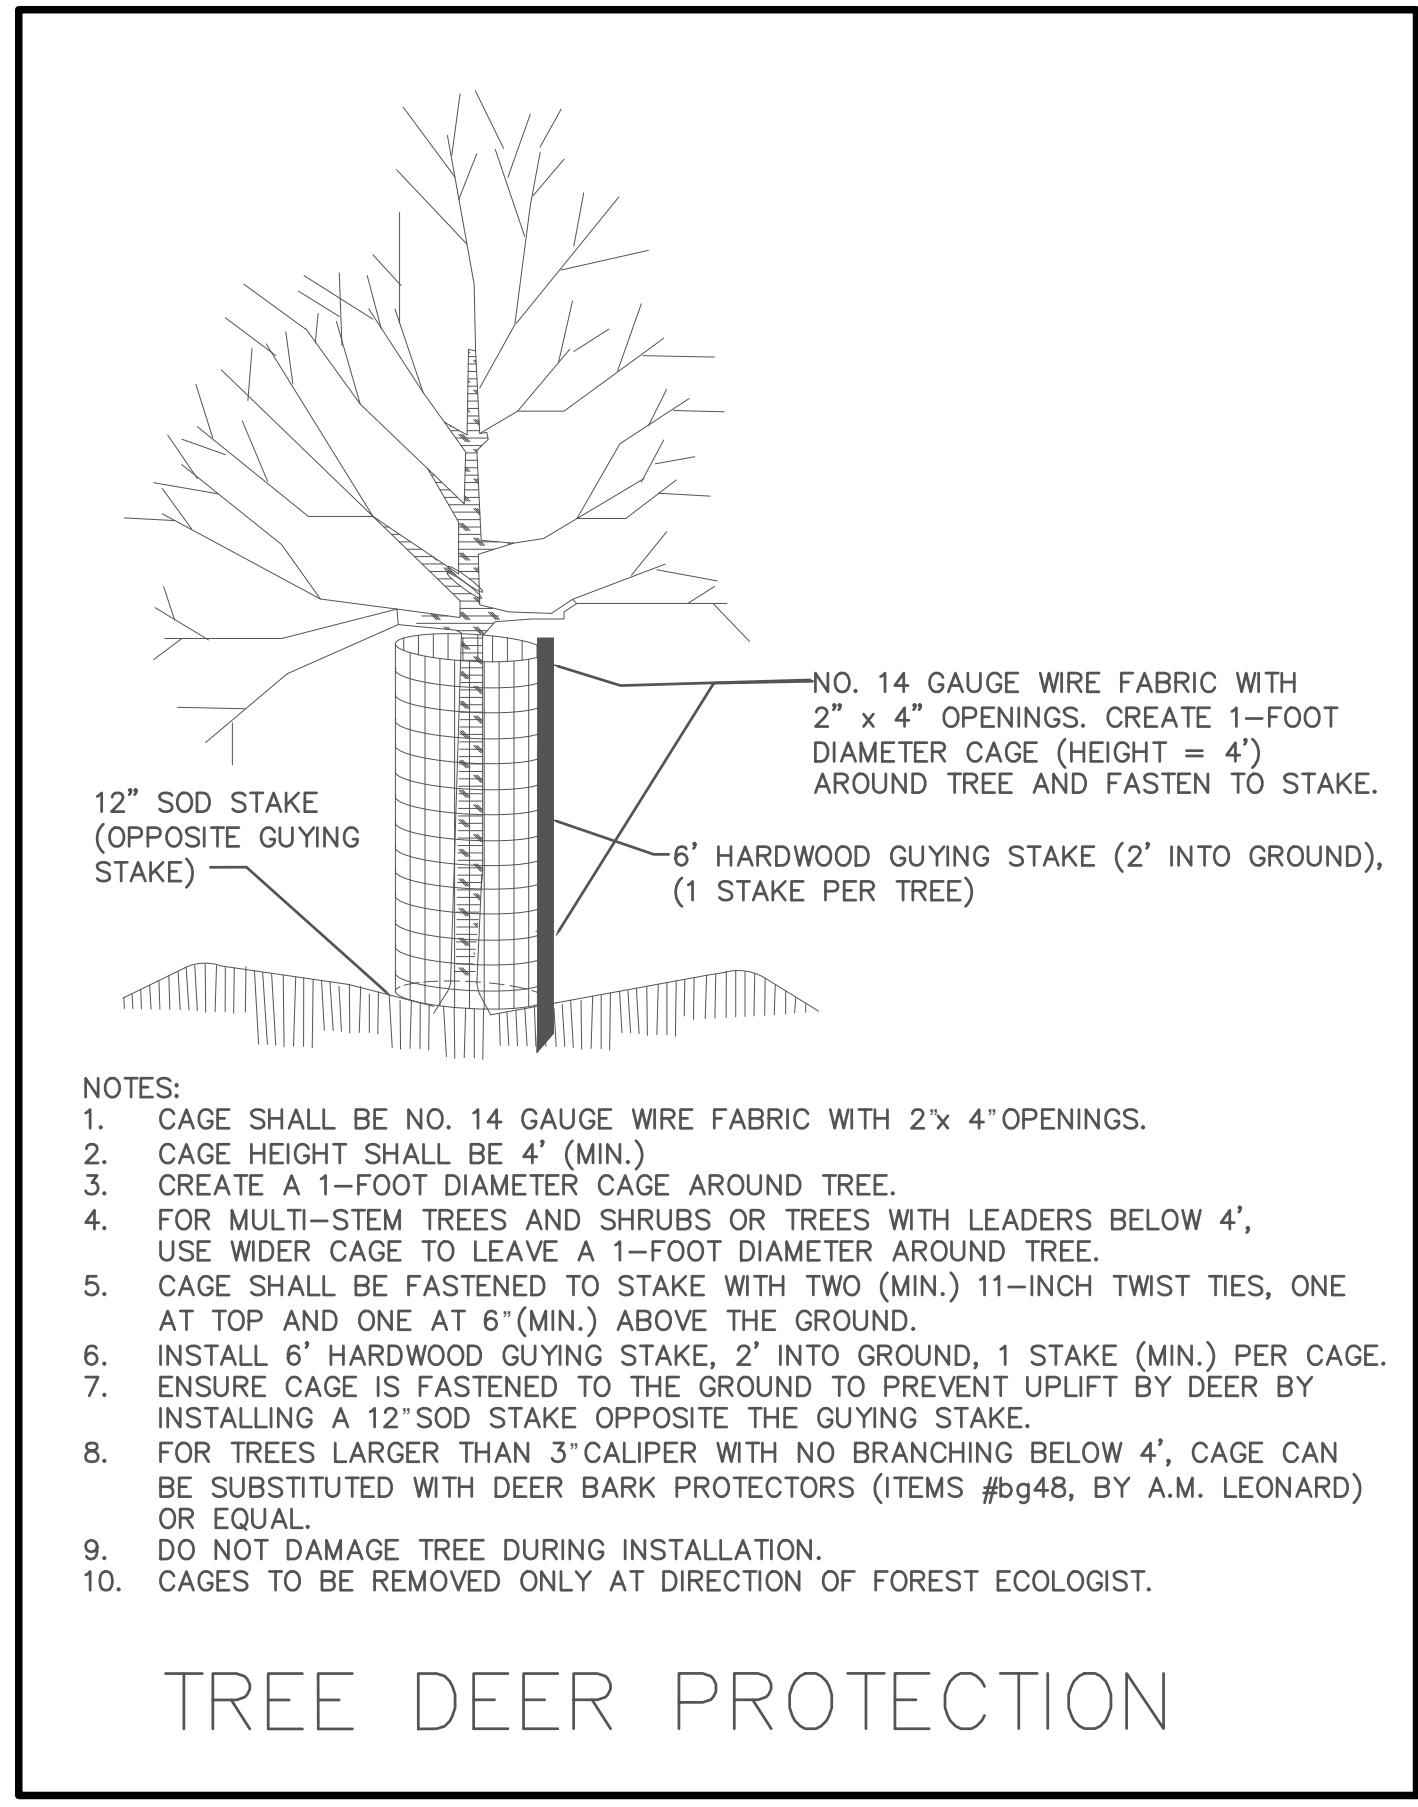 NO. 14 GAUGE WIRE FABRIC WITH
2" x 4" OPENINGS. CREATE 1-FOOT
DIAMETER CAGE (HEIGHT = 4')
AROUND TREE AND FASTEN TO STAKE.
12" SOD STAKE
(OPPOSITE GUYING
STAKE)
6' HARDWOOD GUYING STAKE (2' INTO GROUND),
(1 STAKE PER TREE)
NOTES:
1. CAGE SHALL BE NO. 14 GAUGE WIRE FABRIC WITH 2"x 4" OPENINGS.
2. CAGE HEIGHT SHALL BE 4' (MIN.)
3. CREATE A 1-FOOT DIAMETER CAGE AROUND TREE.
4. FOR MULTI-STEM TREES AND SHRUBS OR TREES WITH LEADERS BELOW 4',
USE WIDER CAGE TO LEAVE A 1-FOOT DIAMETER AROUND TREE.
5. CAGE SHALL BE FASTENED TO STAKE WITH TWO (MIN.) 11-INCH TWIST TIES, ONE
AT TOP AND ONE AT 6" (MIN.) ABOVE THE GROUND.
6. INSTALL 6' HARDWOOD GUYING STAKE, 2' INTO GROUND, 1 STAKE (MIN.) PER CAGE.
7. ENSURE CAGE IS FASTENED TO THE GROUND TO PREVENT UPLIFT BY DEER BY
INSTALLING A 12" SOD STAKE OPPOSITE THE GUYING STAKE.
8. FOR TREES LARGER THAN 3" CALIPER WITH NO BRANCHING BELOW 4', CAGE CAN
BE SUBSTITUTED WITH DEER BARK PROTECTORS (ITEMS #bg48, BY A.M. LEONARD)
OR EQUAL.
9. DO NOT DAMAGE TREE DURING INSTALLATION.
10. CAGES TO BE REMOVED ONLY AT DIRECTION OF FOREST ECOLOGIST.
TREE DEER PROTECTION